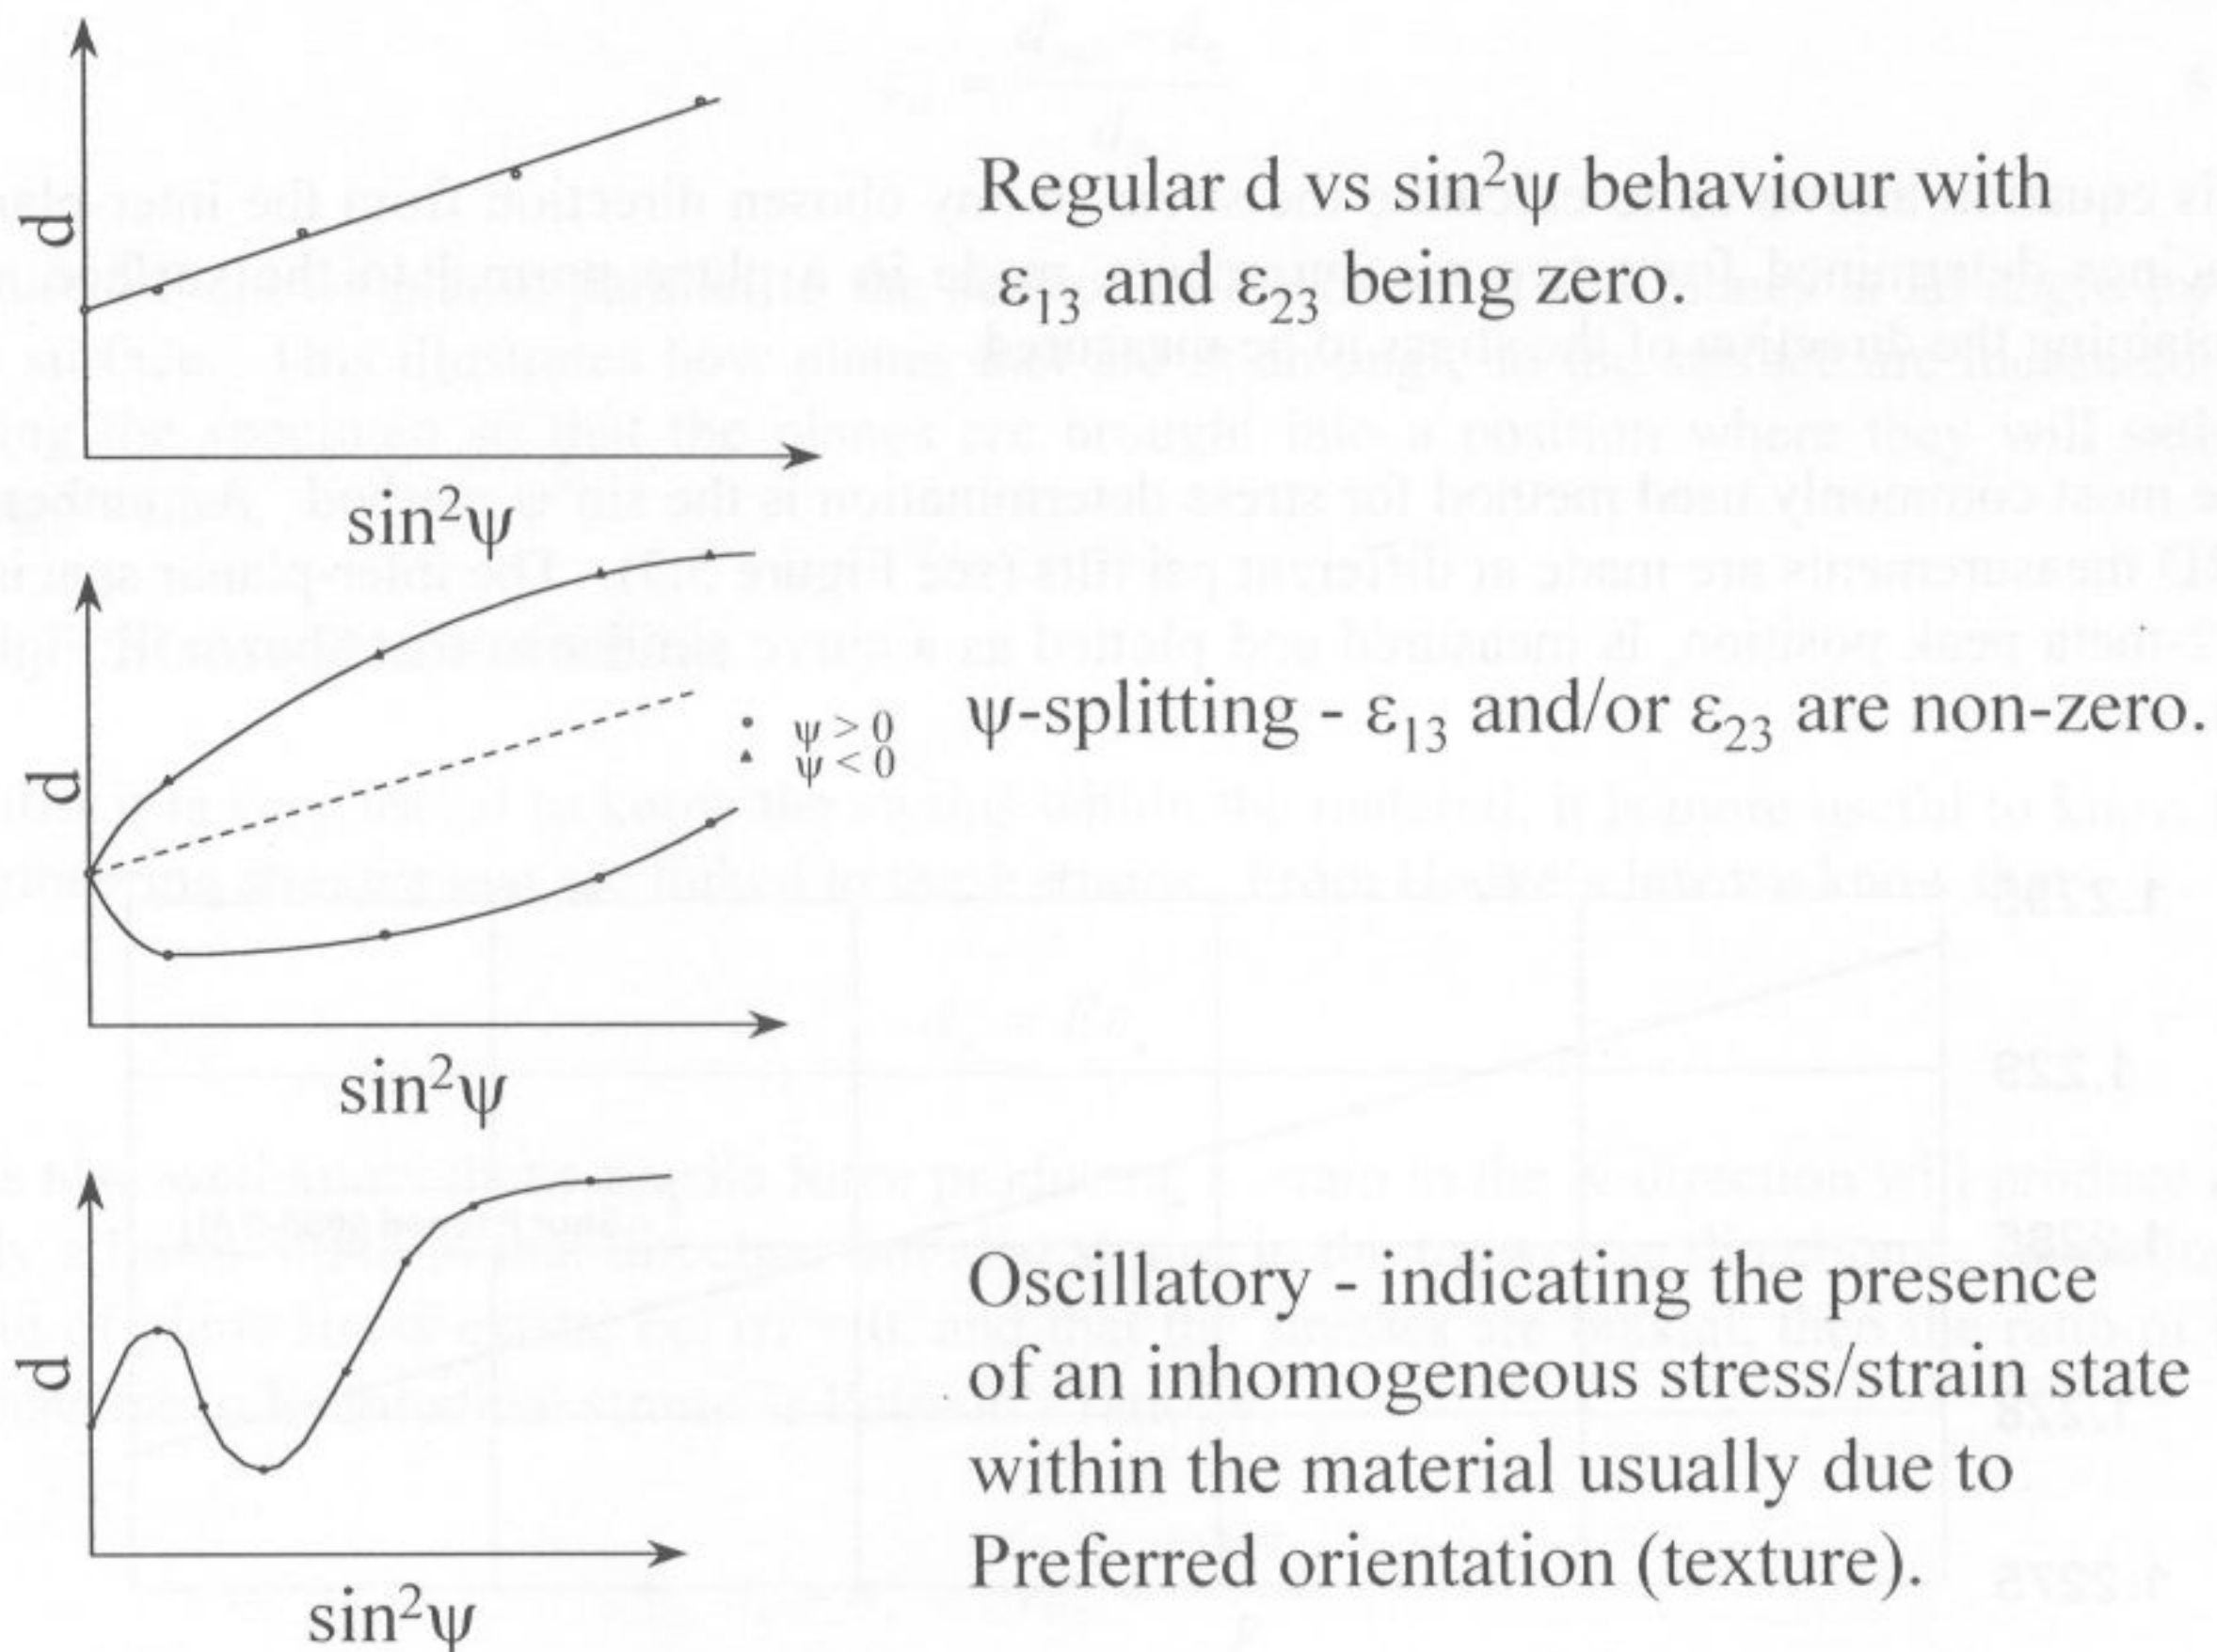 d
Regular d vs sin²ψ behaviour with
ε₁₃ and ε₂₃ being zero.
sin²ψ
d
ψ > 0
ψ < 0
ψ-splitting - ε₁₃ and/or ε₂₃ are non-zero.
sin²ψ
d
Oscillatory - indicating the presence
of an inhomogeneous stress/strain state
within the material usually due to
Preferred orientation (texture).
sin²ψ